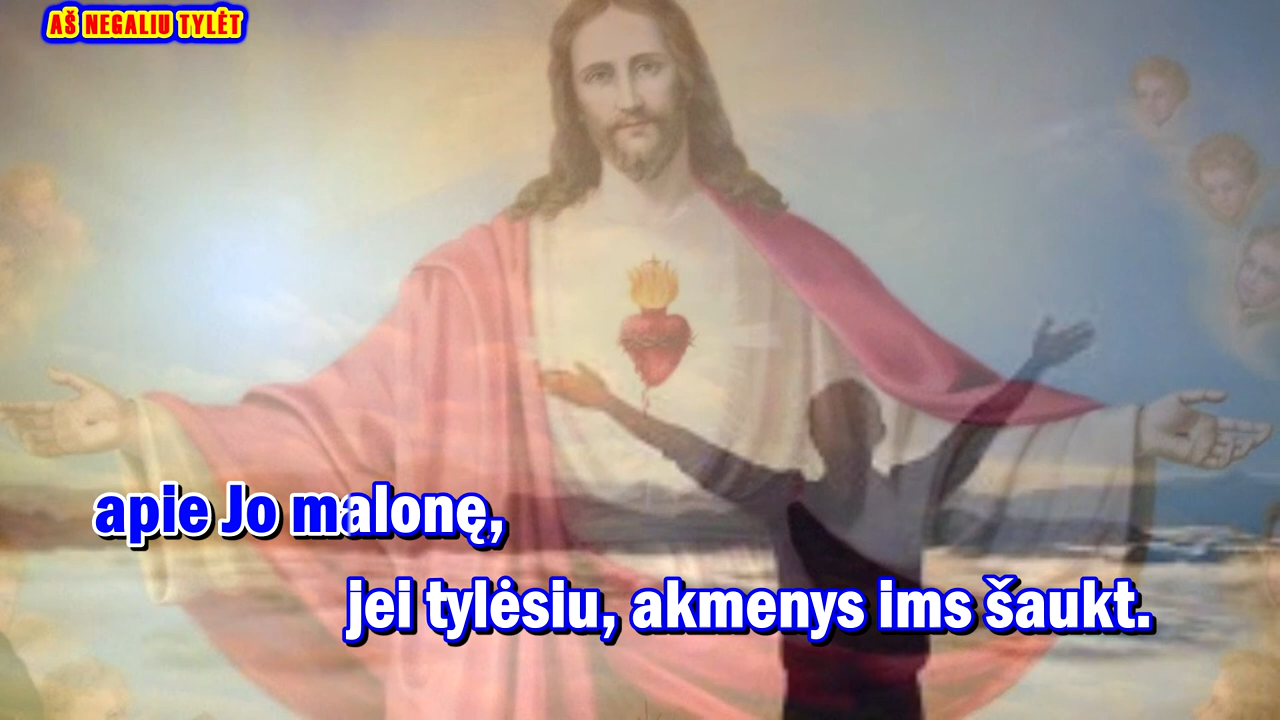 AŠ NEGALIU TYLĖT
apie Jo malonę,
jei tylėsiu, akmenys ims šaukt.